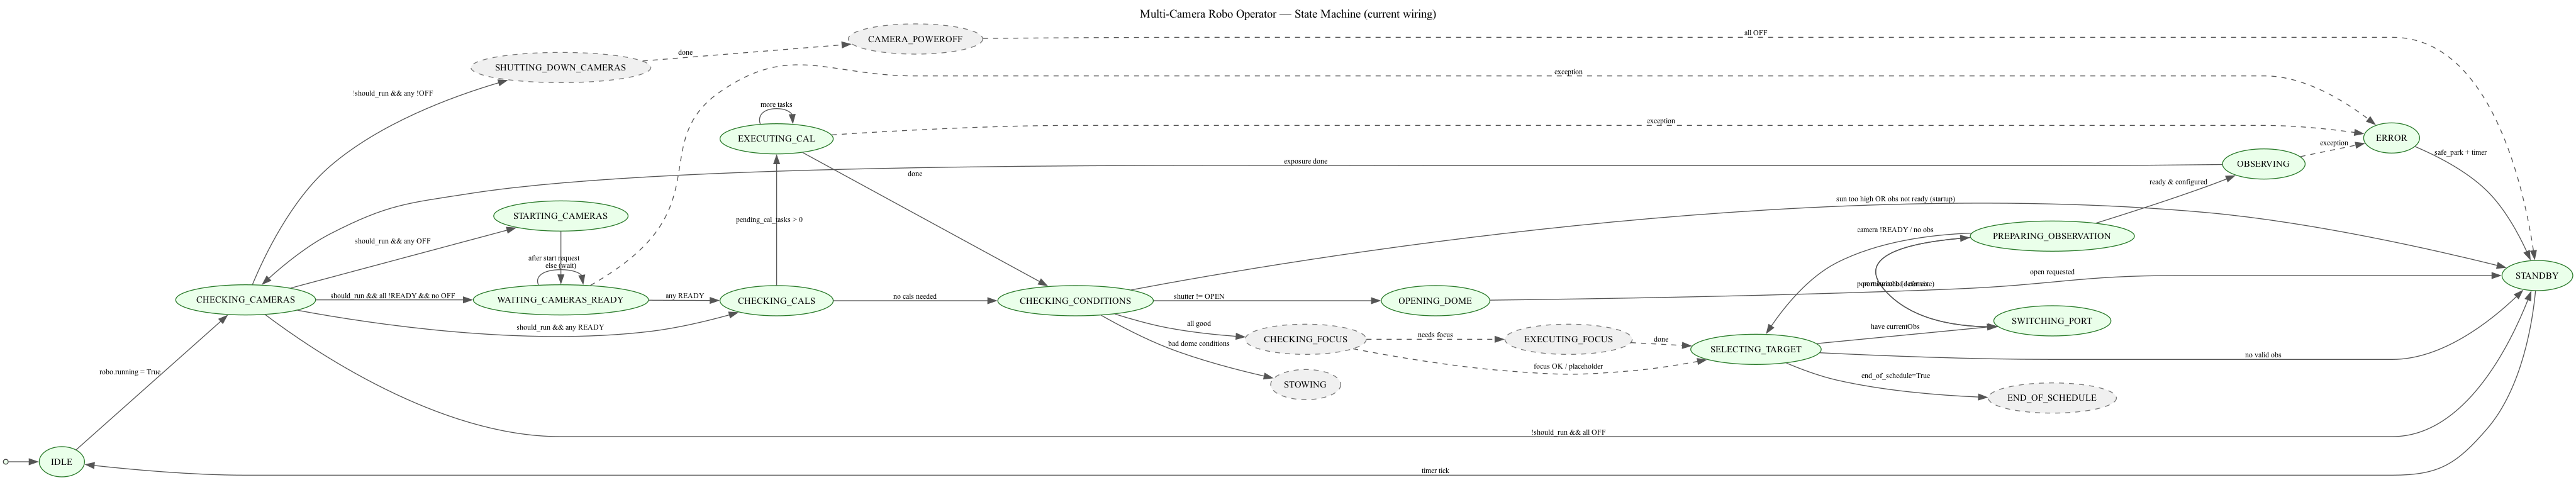 Multi-Camera Robo Operator — State Machine (current wiring)
CAMERA_POWEROFF
all OFF
done
SHUTTING_DOWN_CAMERAS
exception
!should_run && any !OFF
more tasks
EXECUTING_CAL
exception
ERROR
exception
safe_park + timer
exposure done
OBSERVING
done
ready & configured
sun too high OR obs not ready (startup)
STARTING_CAMERAS
pending_cal_tasks > 0
camera !READY / no obs
PREPARING_OBSERVATION
should_run && any OFF
after start request
else (wait)
open requested
STANDBY
CHECKING_CAMERAS
should_run && all !READY && no OFF
WAITING_CAMERAS_READY
any READY
CHECKING_CALS
no cals needed
CHECKING_CONDITIONS
shutter != OPEN
OPENING_DOME
should_run && any READY
all good
SWITCHING_PORT
have currentObs
CHECKING_FOCUS
needs focus
EXECUTING_FOCUS
done
SELECTING_TARGET
bad dome conditions
no valid obs
focus OK / placeholder
robo.running = True
STOWING
end_of_schedule=True
END_OF_SCHEDULE
!should_run && all OFF
IDLE
timer tick